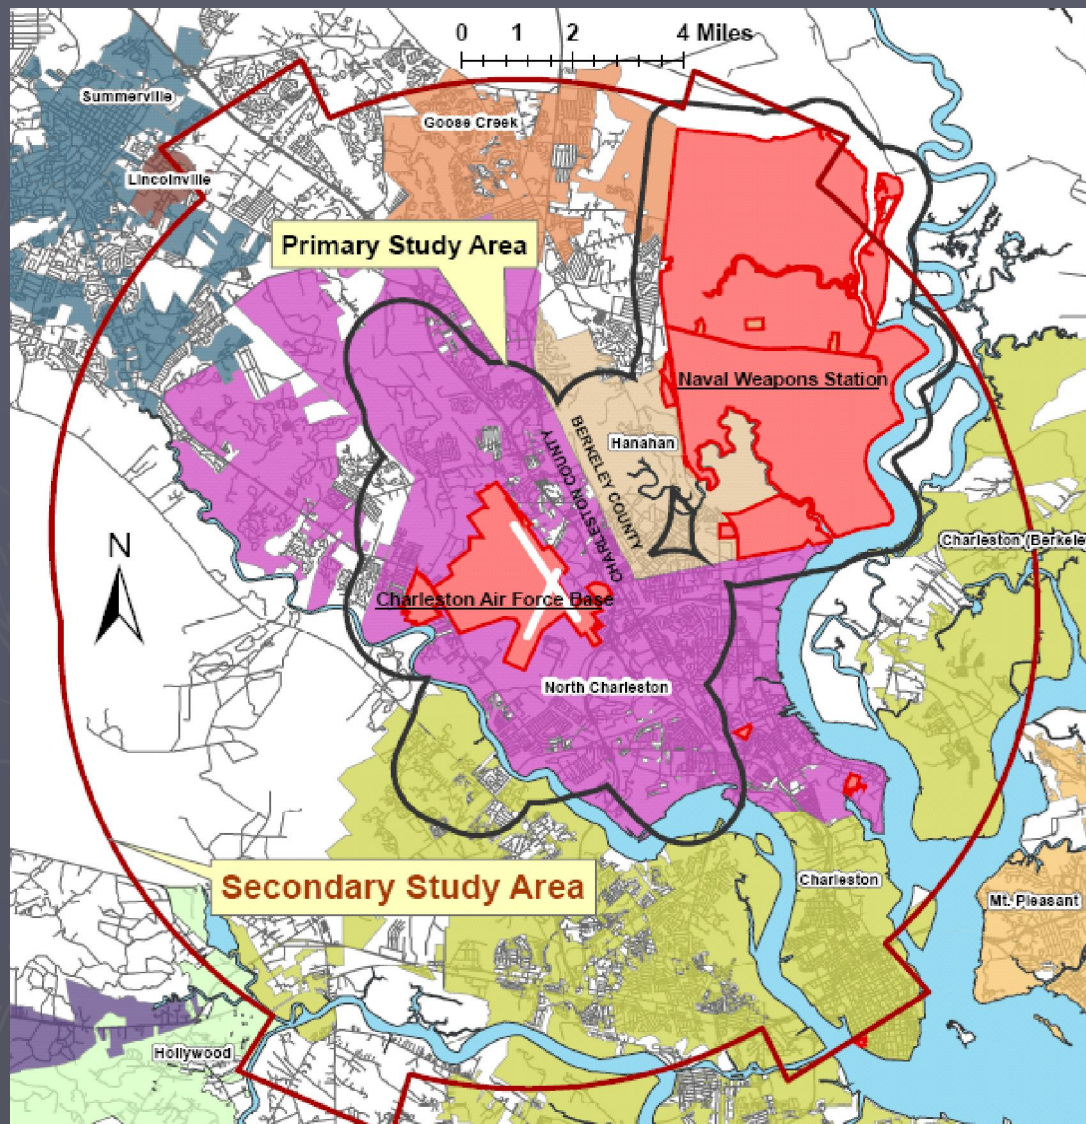 0 1 2 4 Miles
Summerville
Goose Creek
Lincolnville
Primary Study Area
Naval Weapons Station
Hanahan
BERKELEY COUNTY
CHARLESTON COUNTY
N
Charleston (Berkele
Charleston Air Force Base
North Charleston
Secondary Study Area
Charleston
Mt. Pleasant
Hollywood